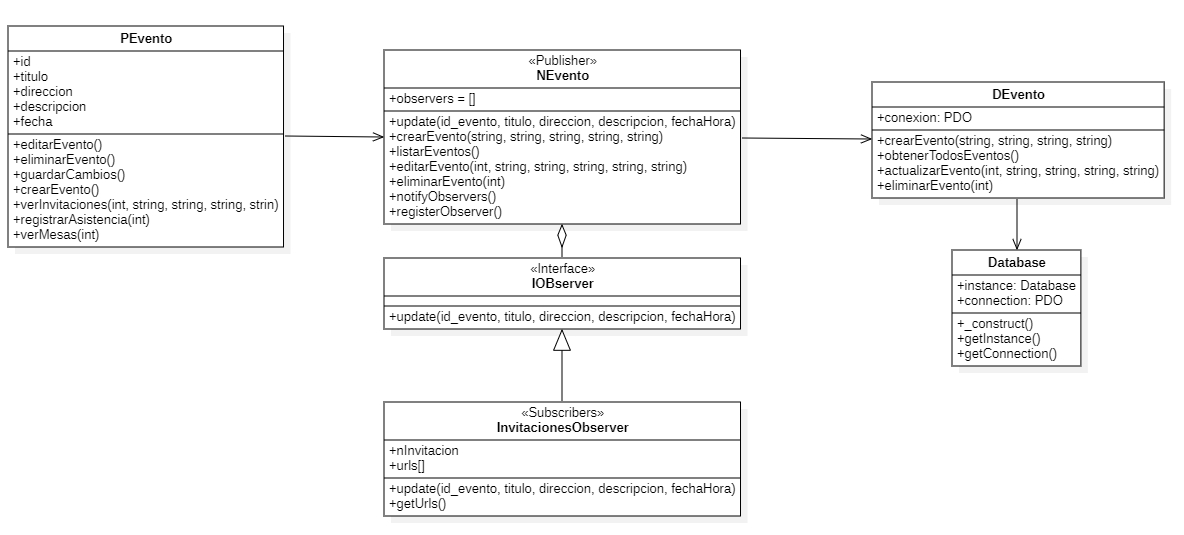 PEvento
+id
+titulo
+direccion
+descripcion
+fecha
+editarEvento()
+eliminarEvento()
+guardarCambios()
+crearEvento()
+verInvitaciones(int, string, string, string, strin)
+registrarAsistencia(int)
+verMesas(int)
«Publisher»
NEvento
+observers = []
+update(id_evento, titulo, direccion, descripcion, fechaHora)
+crearEvento(string, string, string, string, string)
+listarEventos()
+editarEvento(int, string, string, string, string, string)
+eliminarEvento(int)
+notifyObservers()
+registerObserver()
«Interface»
IOBserver
+update(id_evento, titulo, direccion, descripcion, fechaHora)
«Subscribers»
InvitacionesObserver
+nInvitacion
+urls[]
+update(id_evento, titulo, direccion, descripcion, fechaHora)
+getUrls()
DEvento
+conexion: PDO
+crearEvento(string, string, string, string)
+obtenerTodosEventos()
+actualizarEvento(int, string, string, string, string)
+eliminarEvento(int)
Database
+instance: Database
+connection: PDO
+_construct()
+getInstance()
+getConnection()